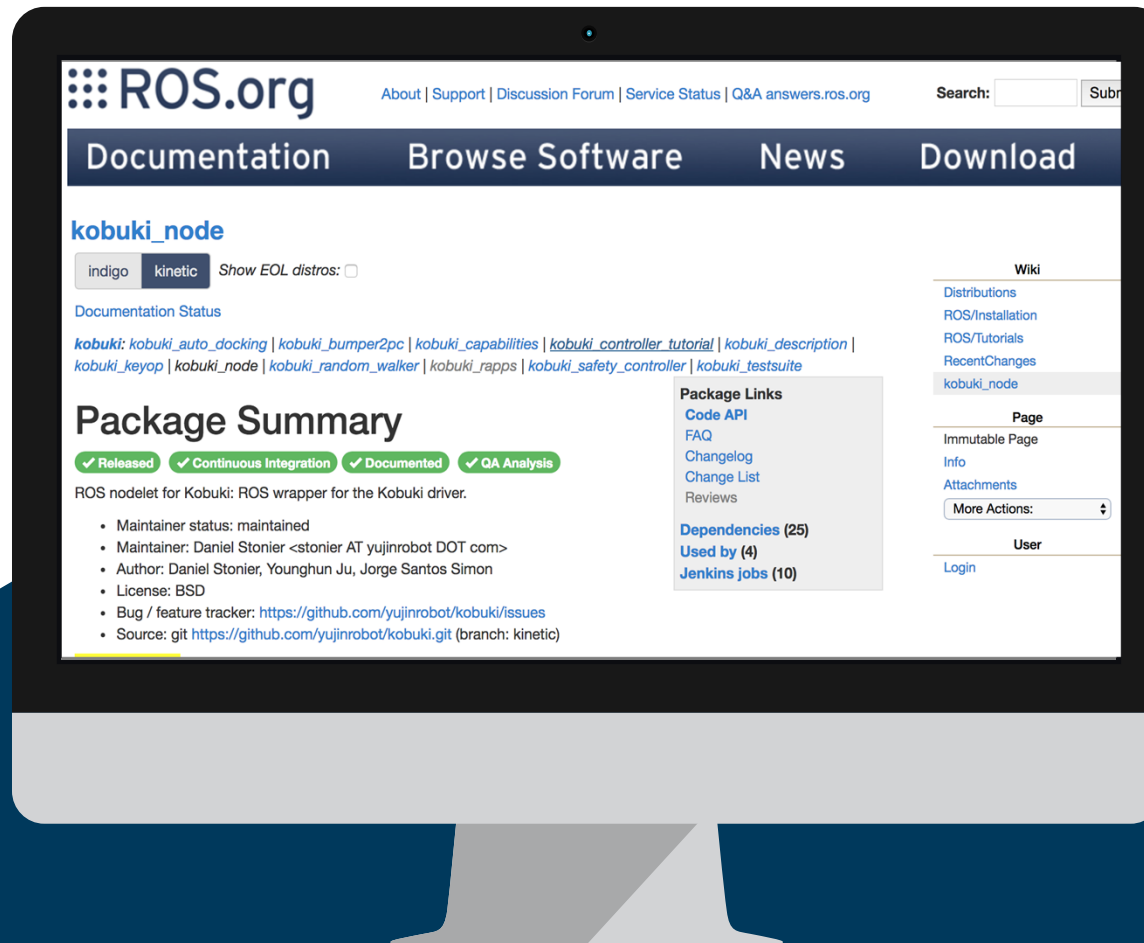 ROS.org
About | Support | Discussion Forum | Service Status | Q&A answers.ros.org
Search:
Documentation Browse Software News Download
kobuki_node
indigo kinetic Show EOL distros:
Documentation Status
kobuki: kobuki_auto_docking | kobuki_bumper2pc | kobuki_capabilities | kobuki_controller_tutorial | kobuki_description |
kobuki_keyop | kobuki_node | kobuki_random_walker | kobuki_rapps | kobuki_safety_controller | kobuki_testsuite
Package Summary
Released Continuous Integration Documented QA Analysis
ROS nodelet for Kobuki: ROS wrapper for the Kobuki driver.
• Maintainer status: maintained
• Maintainer: Daniel Stonier <stonier AT yujinrobot DOT com>
• Author: Daniel Stonier, Younghun Ju, Jorge Santos Simon
• License: BSD
• Bug / feature tracker: https://github.com/yujinrobot/kobuki/issues
• Source: git https://github.com/yujinrobot/kobuki.git (branch: kinetic)
Package Links
Code API
FAQ
Changelog
Change List
Reviews
Dependencies (25)
Used by (4)
Jenkins jobs (10)
Wiki
Distributions
ROS/Installation
ROS/Tutorials
RecentChanges
kobuki_node
Page
Immutable Page
Info
Attachments
More Actions:
User
Login